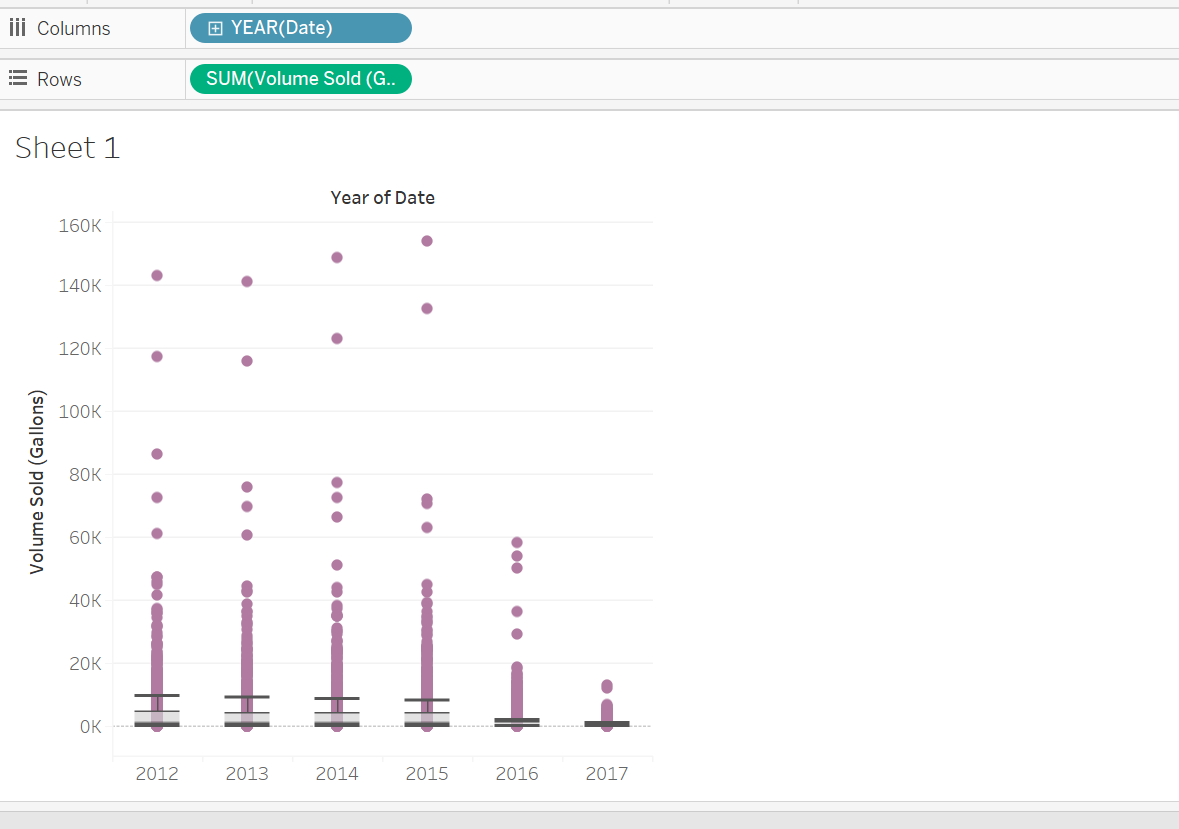 Columns
YEAR(Date)
Rows
SUM(Volume Sold (G..
Sheet 1
Year of Date
Volume Sold (Gallons)
160K
140K
120K
100K
80K
60K
40K
20K
0K
2012 2013 2014 2015 2016 2017